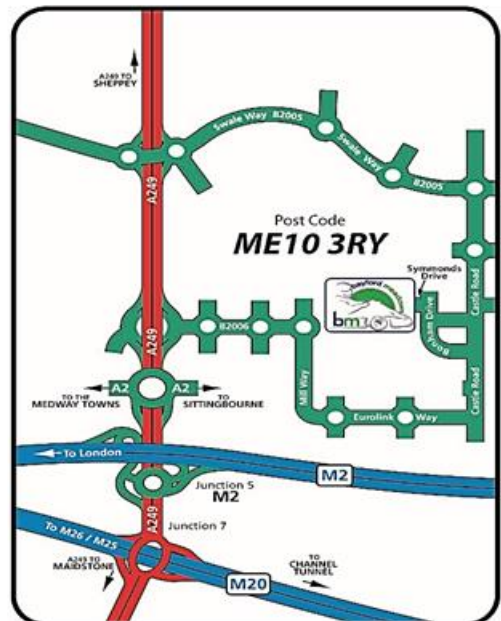 A249 TO
SHEPPEY
Swale Way B2005
Swale Way
B2005
A249
Post Code
ME10 3RY
Symmonds
Drive
bm3
Bonham Drive
Castle Road
A249
B2006
A2
A2
TO THE
MEDWAY TOWNS
TO
SITTINGBOURNE
Mill Way
Eurolink
Way
Castle Road
To London
M2
Junction 5
M2
A249
Junction 7
To M26 / M25
A249 TO
MAIDSTONE
M20
TO
CHANNEL
TUNNEL